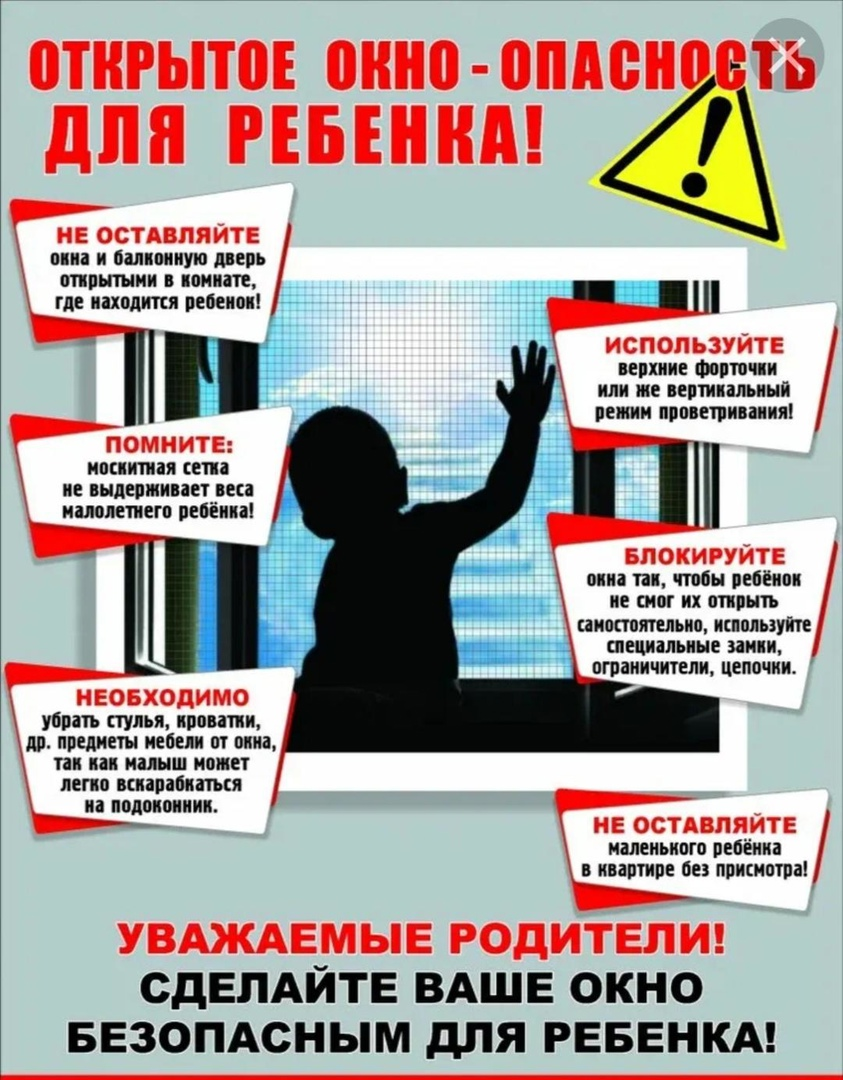 ОТКРЫТОЕ ОКНО - ОПАСНОСТЬ
ДЛЯ РЕБЕНКА!
НЕ ОСТАВЛЯЙТЕ
окна и балконную дверь
открытыми в комнате,
где находится ребенок!
ПОМНИТЕ:
москитная сетка
не выдерживает веса
малолетнего ребёнка!
НЕОБХОДИМО
убрать стулья, кроватки,
др. предметы мебели от окна,
так как малыш может
легко вскарабкаться
на подоконник.
ИСПОЛЬЗУЙТЕ
верхние форточки
или же вертикальный
режим проветривания!
БЛОКИРУЙТЕ
окна так, чтобы ребёнок
не смог их открыть
самостоятельно, используйте
специальные замки,
ограничители, цепочки.
НЕ ОСТАВЛЯЙТЕ
маленького ребёнка
в квартире без присмотра!
УВАЖАЕМЫЕ РОДИТЕЛИ!
СДЕЛАЙТЕ ВАШЕ ОКНО
БЕЗОПАСНЫМ ДЛЯ РЕБЕНКА!